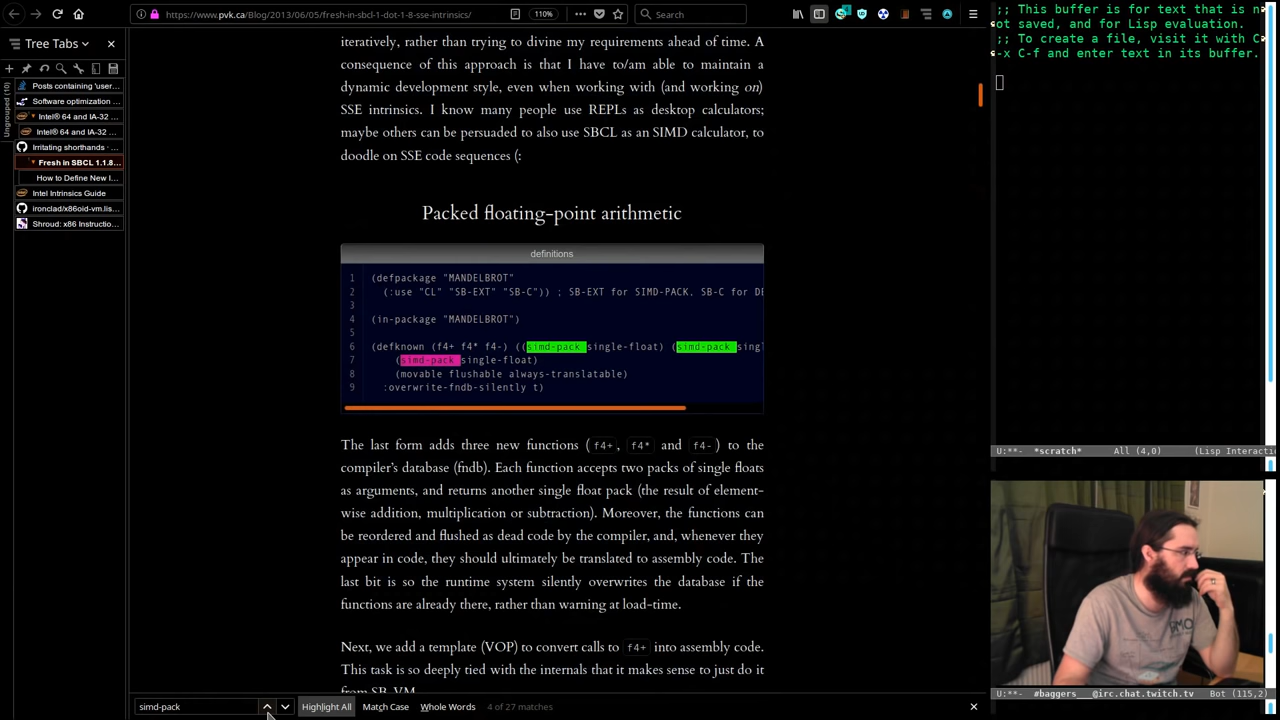 https://www.pvk.ca/Blog/2013/06/05/fresh-in-sbcl-1-dot-1-8-sse-intrinsics/
110%
Search
Tree Tabs
Ungrouped (10)
Posts containing 'user...
Software optimization ...
Intel® 64 and IA-32 ...
Intel® 64 and IA-32 ...
Irritating shorthands · ...
Fresh in SBCL 1.1.8...
How to Define New I...
Intel Intrinsics Guide
ironclad/x86oid-vm.lis...
Shroud: x86 Instructio...
iteratively, rather than trying to divine my requirements ahead of time. A
consequence of this approach is that I have to/am able to maintain a
dynamic development style, even when working with (and working on)
SSE intrinsics. I know many people use REPLs as desktop calculators;
maybe others can be persuaded to also use SBCL as an SIMD calculator, to
doodle on SSE code sequences (:
Packed floating-point arithmetic
definitions
1 (defpackage "MANDELBROT"
2 (:use "CL" "SB-EXT" "SB-C")) ; SB-EXT for SIMD-PACK, SB-C for DE
3
4 (in-package "MANDELBROT")
5
6 (defknown (f4+ f4* f4-) ((simd-pack single-float) (simd-pack singl
7 (simd-pack single-float)
8 (movable flushable always-translatable)
9 :overwrite-fndb-silently t)
The last form adds three new functions (f4+, f4* and f4-) to the
compiler's database (fndb). Each function accepts two packs of single floats
as arguments, and returns another single float pack (the result of element-
wise addition, multiplication or subtraction). Moreover, the functions can
be reordered and flushed as dead code by the compiler, and, whenever they
appear in code, they should ultimately be translated to assembly code. The
last bit is so the runtime system silently overwrites the database if the
functions are already there, rather than warning at load-time.
Next, we add a template (VOP) to convert calls to f4+ into assembly code.
This task is so deeply tied with the internals that it makes sense to just do it
from SB-VM.
simd-pack
Highlight All
Match Case
Whole Words
4 of 27 matches
;; This buffer is for text that is n
ot saved, and for Lisp evaluation.
;; To create a file, visit it with C
-x C-f and enter text in its buffer.
U:**- *scratch* All (4,0) (Lisp Interacti
U:**- #baggers___@irc.chat.twitch.tv Bot (115,2)